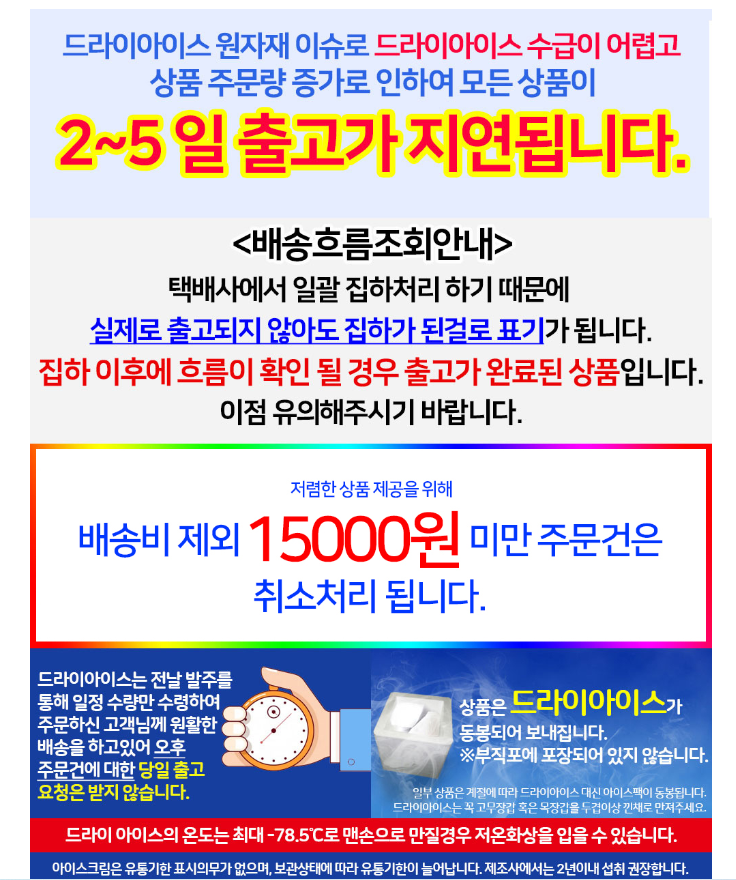 드라이아이스 원자재 이슈로 드라이아이스 수급이 어렵고
상품 주문량 증가로 인하여 모든 상품이
2~5일 출고가 지연됩니다.
<배송흐름조회안내>
택배사에서 일괄 집하처리 하기 때문에
실제로 출고되지 않아도 집하가 된걸로 표기가 됩니다.
집하 이후에 흐름이 확인 될 경우 출고가 완료된 상품입니다.
이점 유의해주시기 바랍니다.
저렴한 상품 제공을 위해
배송비 제외 15000원 미만 주문건은
취소처리 됩니다.
드라이아이스는 전날 발주를
통해 일정 수량만 수령하여
주문하신 고객님께 원활한
배송을 하고있어 오후
주문건에 대한 당일 출고
요청은 받지 않습니다.
상품은 드라이아이스가
동봉되어 보내집니다.
※부직포에 포장되어 있지 않습니다.
일부 상품은 계절에 따라 드라이아이스 대신 아이스팩이 동봉됩니다.
드라이아이스는 꼭 고무장갑 혹은 목장갑을 두겹이상 낀채로 만져주세요.
드라이 아이스의 온도는 최대 -78.5℃로 맨손으로 만질경우 저온화상을 입을 수 있습니다.
아이스크림은 유통기한 표시의무가 없으며, 보관상태에 따라 유통기한이 늘어납니다. 제조사에서는 2년이내 섭취 권장합니다.